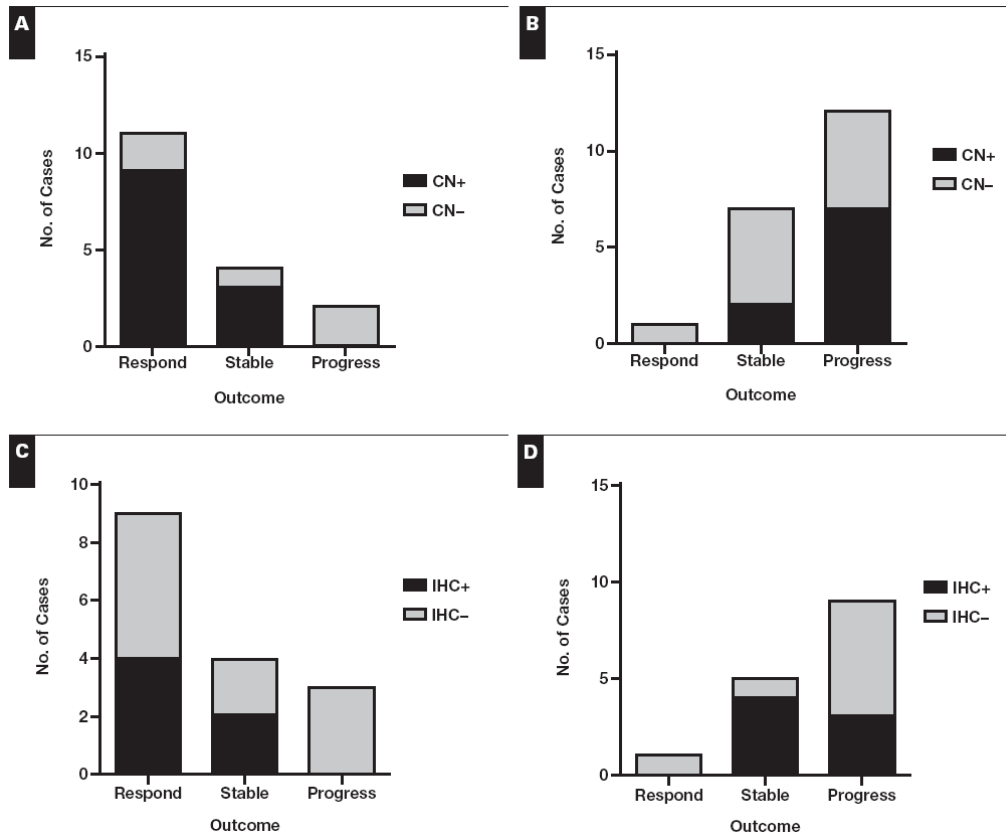 A
15
10
5
0
No. of Cases
Respond Stable Progress
Outcome
CN+
CN–
B
15
10
5
0
No. of Cases
Respond Stable Progress
Outcome
CN+
CN–
C
10
8
6
4
2
0
No. of Cases
Respond Stable Progress
Outcome
IHC+
IHC–
D
15
10
5
0
No. of Cases
Respond Stable Progress
Outcome
IHC+
IHC–